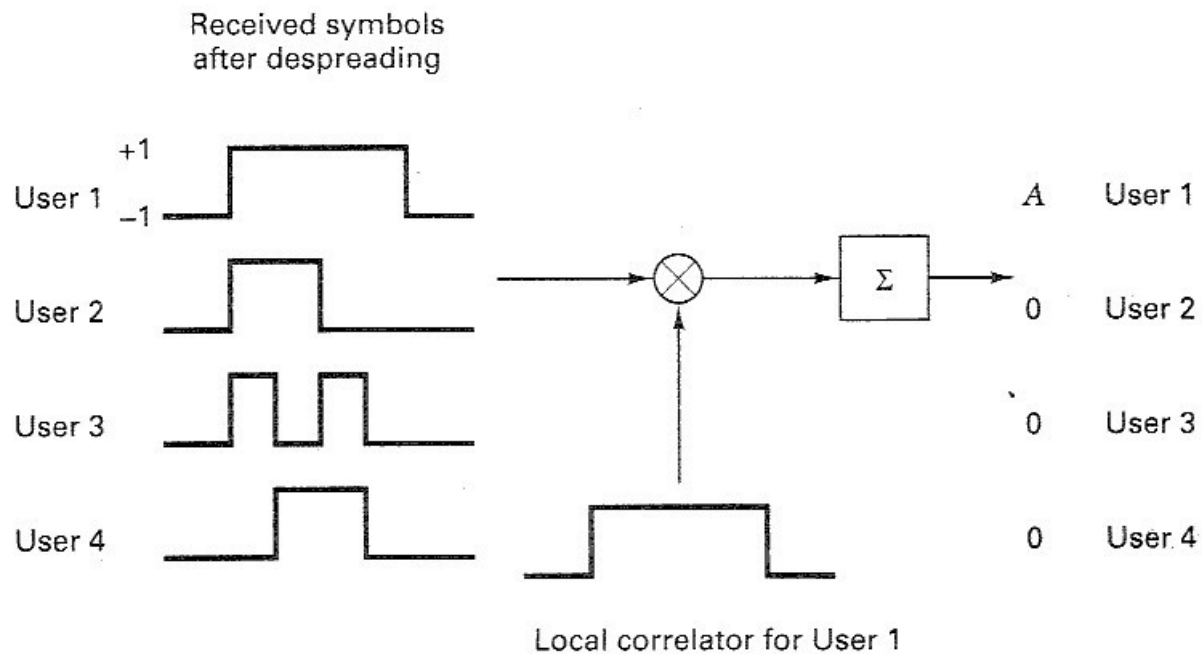 Received symbols
after despreading
+1
User 1
−1
A User 1
User 2
Σ
0 User 2
User 3
0 User 3
User 4
0 User 4
Local correlator for User 1